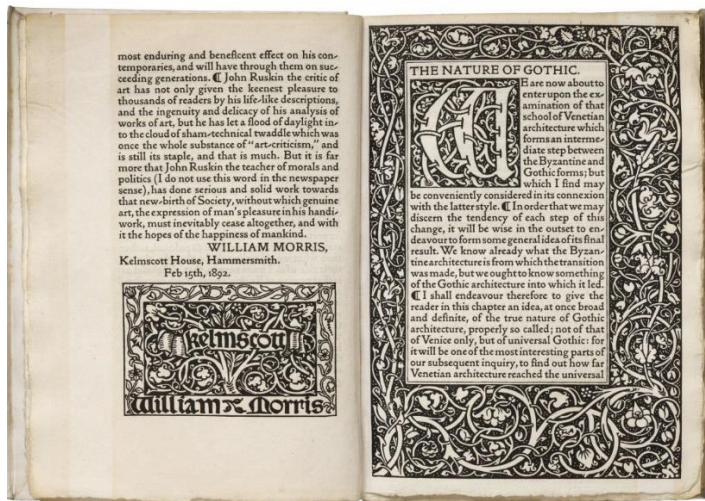 most enduring and beneficent effect on his con-
temporaries, and will have through them on suc-
ceeding generations. ❡ John Ruskin the critic of
art has not only given the keenest pleasure to
thousands of readers by his life-like descriptions,
and the ingenuity and delicacy of his analysis of
works of art, but he has let a flood of daylight in-
to the cloud of sham-technical twaddle which was
once the whole substance of "art-criticism," and
is still its staple, and that is much. But it is far
more that John Ruskin the teacher of morals and
politics (I do not use this word in the newspaper
sense), has done serious and solid work towards
that new-birth of Society, without which genuine
art, the expression of man's pleasure in his handi-
work, must inevitably cease altogether, and with
it the hopes of the happiness of mankind.
WILLIAM MORRIS,
Kelmscott House, Hammersmith.
Feb 15th, 1892.
kelmscott
William Morris
THE NATURE OF GOTHIC.
WE are now about to
enter upon the ex-
amination of that
school of Venetian
architecture which
forms an interme-
diate step between
the Byzantine and
Gothic forms; but
which I find may
be conveniently considered in its connexion
with the latter style. ❡ In order that we may
discern the tendency of each step of this
change, it will be wise in the outset to en-
deavour to form some general idea of its final
result. We know already what the Byzan-
tine architecture is from which the transition
was made, but we ought to know something
of the Gothic architecture into which it led.
❡ I shall endeavour therefore to give the
reader in this chapter an idea, at once broad
and definite, of the true nature of Gothic
architecture, properly so called; not of that
of Venice only, but of universal Gothic: for
it will be one of the most interesting parts of
our subsequent inquiry, to find out how far
Venetian architecture reached the universal